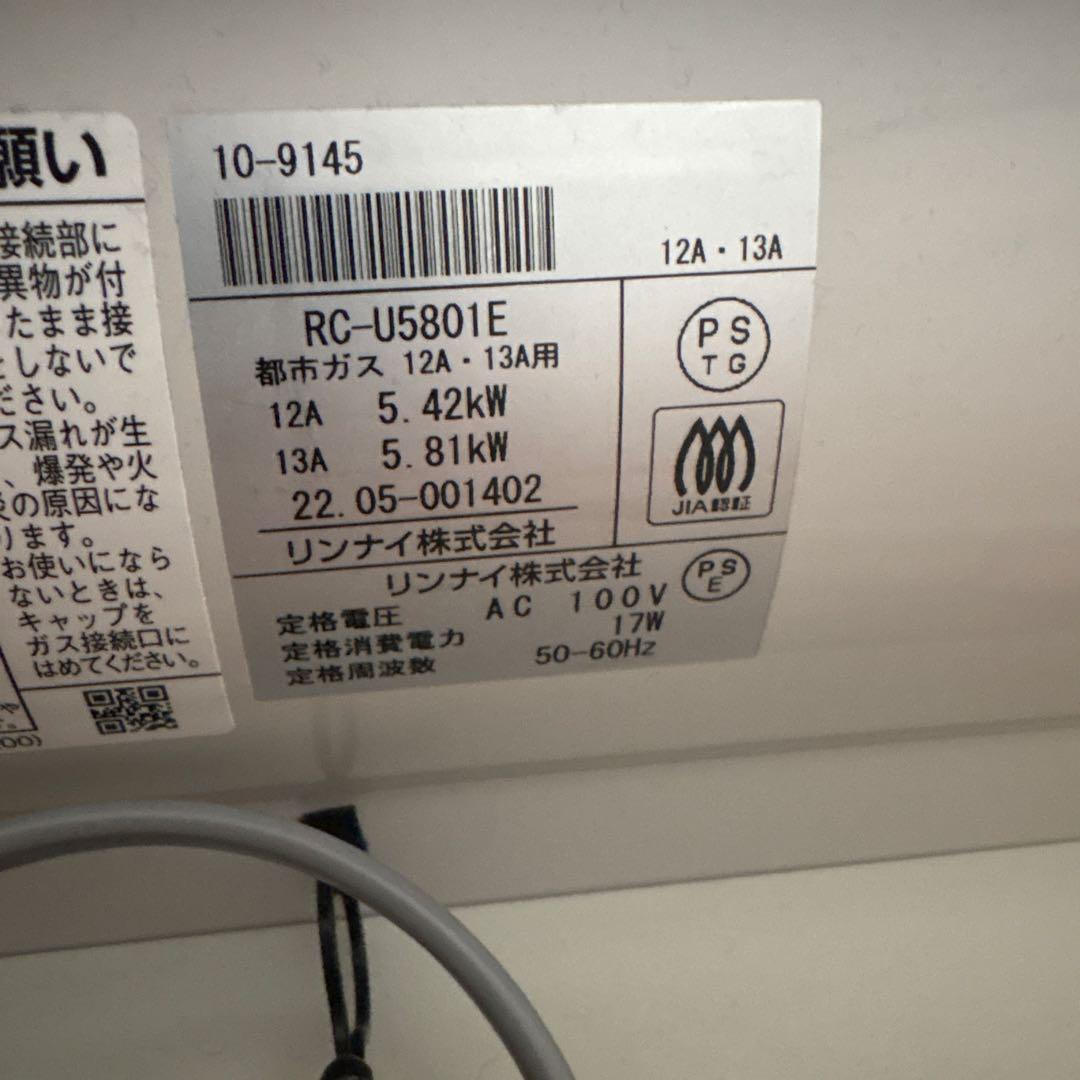 願い
接続部に
異物が付
たまま接
としないで
ださい。
ス漏れが生
、爆発や火
災の原因にな
ります。
お使いになら
ないときは、
キャップを
ガス接続口に
はめてください。
10-9145
12A・13A
RC-U5801E
都市ガス 12A・13A用
12A 5.42kW
13A 5.81kW
22.05-001402
リンナイ株式会社
PS
TG
JIA認証
リンナイ株式会社
PS
E
定格電圧 AC 100V
定格消費電力 17W
定格周波数 50-60Hz